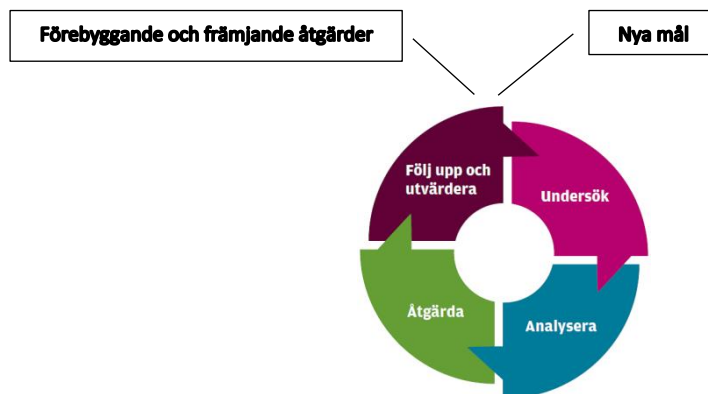 Förebyggande och främjande åtgärder
Nya mål
Följ upp och
utvärdera
Undersök
Åtgärda
Analysera